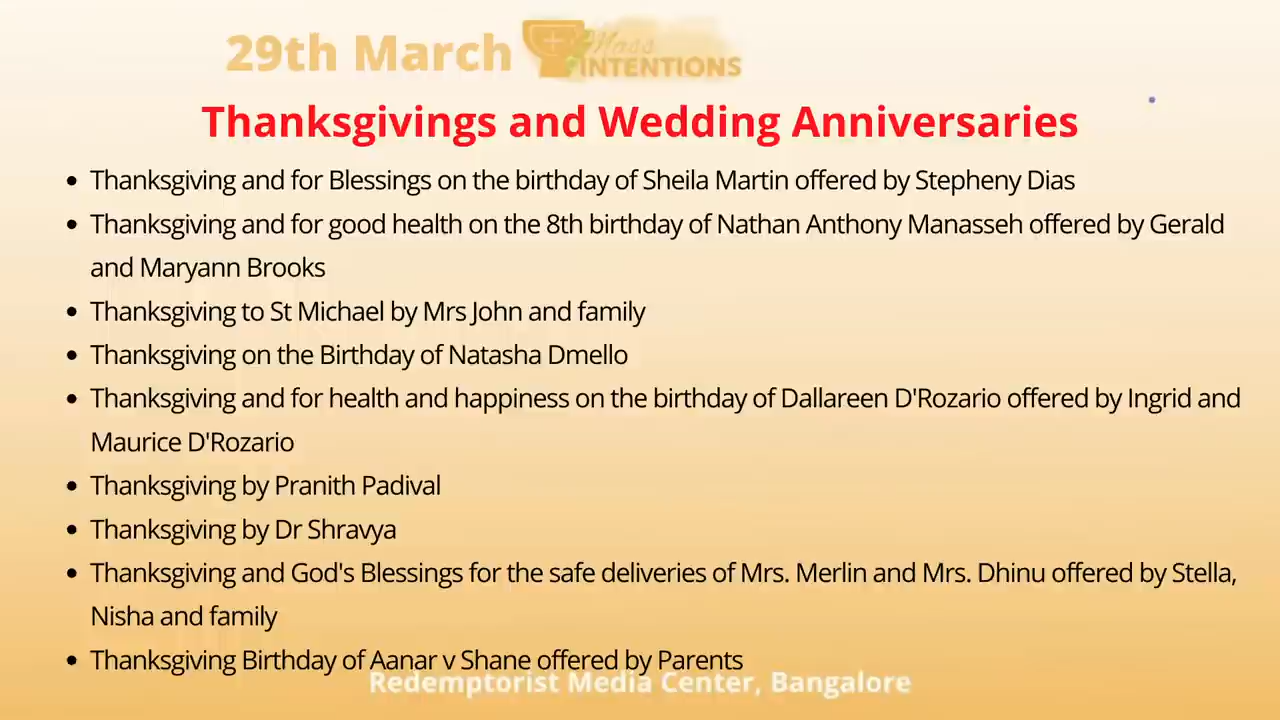 29th March Mass
INTENTIONS
Thanksgivings and Wedding Anniversaries
• Thanksgiving and for Blessings on the birthday of Sheila Martin offered by Stepheny Dias
• Thanksgiving and for good health on the 8th birthday of Nathan Anthony Manasseh offered by Gerald
and Maryann Brooks
• Thanksgiving to St Michael by Mrs John and family
• Thanksgiving on the Birthday of Natasha Dmello
• Thanksgiving and for health and happiness on the birthday of Dallareen D'Rozario offered by Ingrid and
Maurice D'Rozario
• Thanksgiving by Pranith Padival
• Thanksgiving by Dr Shravya
• Thanksgiving and God's Blessings for the safe deliveries of Mrs. Merlin and Mrs. Dhinu offered by Stella,
Nisha and family
• Thanksgiving Birthday of Aanar v Shane offered by Parents
Redemptorist Media Center, Bangalore